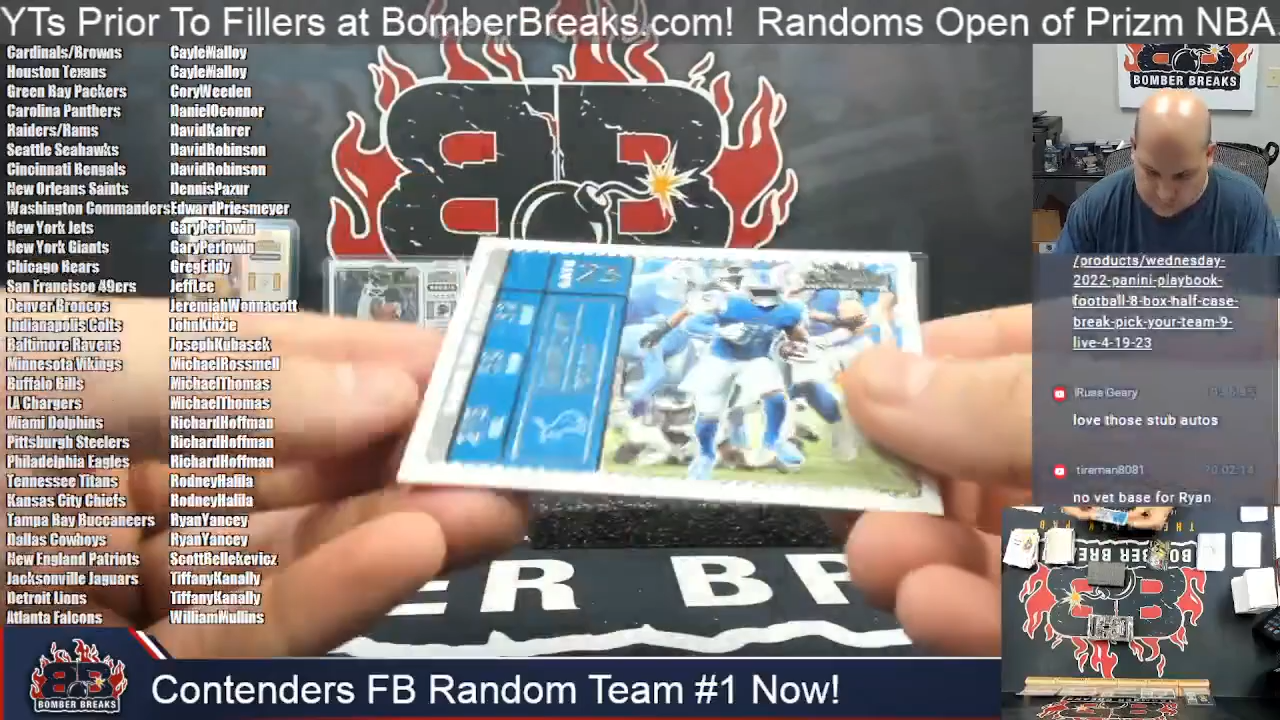 YTs Prior To Fillers at BomberBreaks.com!  Randoms Open of Prizm NBA.
Cardinals/Browns CayleMalloy
Houston Texans CayleMalloy
Green Bay Packers CoryWeeden
Carolina Panthers DanielOconnor
Raiders/Rams DavidKahrer
Seattle Seahawks DavidRobinson
Cincinnati Bengals DavidRobinson
New Orleans Saints DennisPazur
Washington Commanders EdwardPriesmeyer
New York Jets GaryPerlowin
New York Giants GaryPerlowin
Chicago Bears GregEddy
San Francisco 49ers JeffLee
Denver Broncos JeremiahWonnacott
Indianapolis Colts JohnKinzie
Baltimore Ravens JosephKubasek
Minnesota Vikings MichaelRossmell
Buffalo Bills MichaelThomas
LA Chargers MichaelThomas
Miami Dolphins RichardHoffman
Pittsburgh Steelers RichardHoffman
Philadelphia Eagles RichardHoffman
Tennessee Titans RodneyHalila
Kansas City Chiefs RodneyHalila
Tampa Bay Buccaneers RyanYancey
Dallas Cowboys RyanYancey
New England Patriots ScottBellekevicz
Jacksonville Jaguars TiffanyKanally
Detroit Lions TiffanyKanally
Atlanta Falcons WilliamMullins
BOMBER BREAKS
/products/wednesday-
2022-panini-playbook-
football-8-box-half-case-
break-pick-your-team-9-
live-4-19-23
Russ Geary
love those stub autos
tireman8081
no vet base for Ryan
BOMBER BREAKS
ER BR
BOMBER BREAKS
Contenders FB Random Team #1 Now!